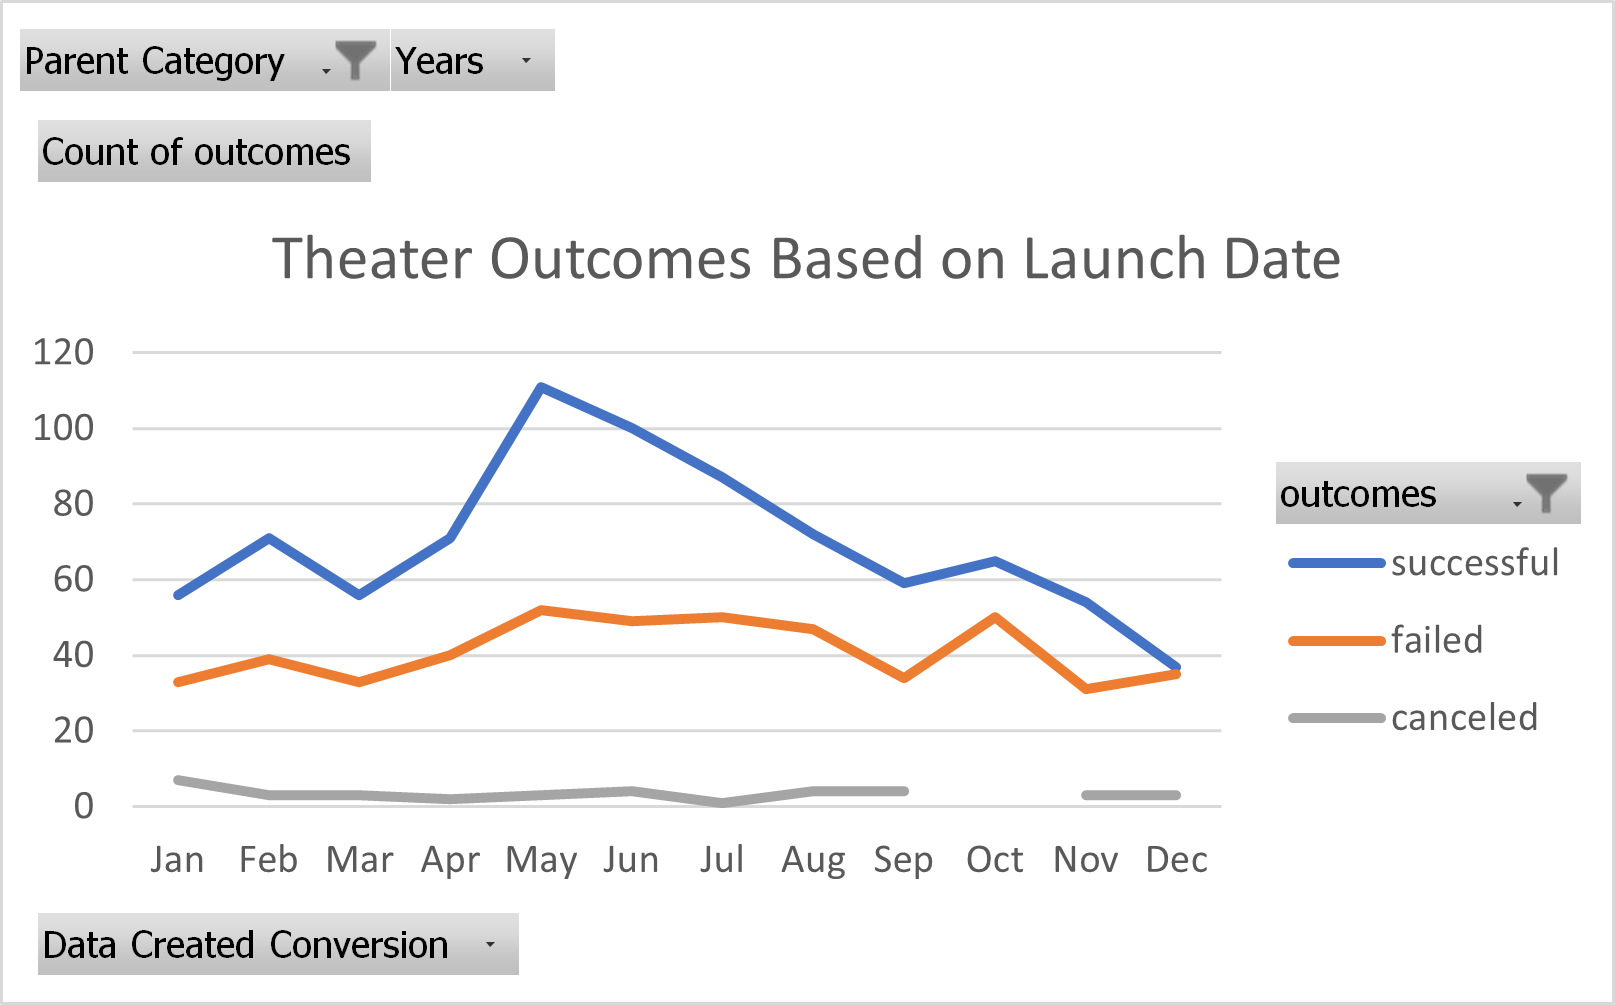 Parent Category Years
Count of outcomes
Theater Outcomes Based on Launch Date
120
100
80
60
40
20
0
Jan Feb Mar Apr May Jun Jul Aug Sep Oct Nov Dec
outcomes
successful
failed
canceled
Data Created Conversion